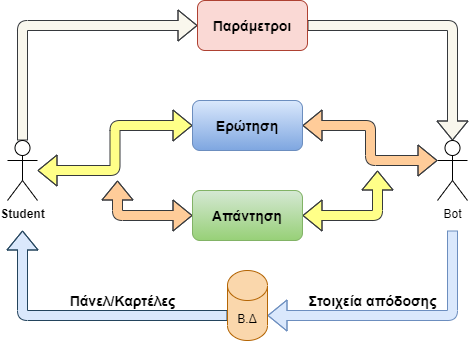 Παράμετροι
Ερώτηση
Απάντηση
Student
Bot
Πάνελ/Καρτέλες
Στοιχεία απόδοσης
Β.Δ